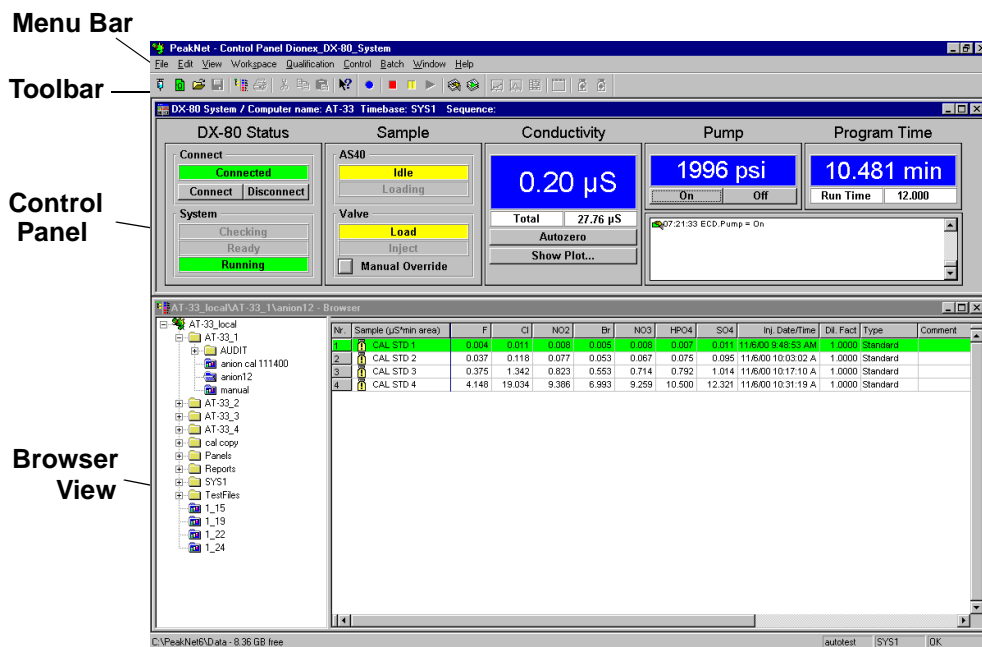 Menu Bar
PeakNet - Control Panel Dionex_DX-80_System
File Edit View Workspace Qualification Control Batch Window Help
Toolbar
DX-80 System / Computer name: AT-33 Timebase: SYS1 Sequence:
DX-80 Status Sample Conductivity Pump Program Time
Connect
Connected
Connect Disconnect
AS40
Idle
Loading
0.20 µS
1996 psi
On Off
10.481 min
Run Time 12.000
Control Panel
System
Checking
Ready
Running
Valve
Load
Inject
Manual Override
Total 27.76 µS
Autozero
Show Plot...
07:21:33 ECD.Pump = On
AT-33_local\AT-33_1\anion12 - Browser
AT-33_local
AT-33_1
AUDIT
anion cal 111400
anion12
manual
AT-33_2
AT-33_3
AT-33_4
cal copy
Panels
Reports
SYS1
TestFiles
1_15
1_19
1_22
1_24
Browser View
Nr. Sample (µS*min area) F Cl NO2 Br NO3 HPO4 SO4 Inj. Date/Time Dil. Fact Type Comment
1 CAL STD 1 0.004 0.011 0.008 0.005 0.008 0.007 0.011 11/6/00 9:48:53 AM 1.0000 Standard
2 CAL STD 2 0.037 0.118 0.077 0.053 0.067 0.075 0.095 11/6/00 10:03:02 A 1.0000 Standard
3 CAL STD 3 0.375 1.342 0.823 0.553 0.714 0.792 1.014 11/6/00 10:17:10 A 1.0000 Standard
4 CAL STD 4 4.148 19.034 9.386 6.993 9.259 10.500 12.321 11/6/00 10:31:19 A 1.0000 Standard
C:\PeakNet6\Data - 8.36 GB free autotest SYS1 OK